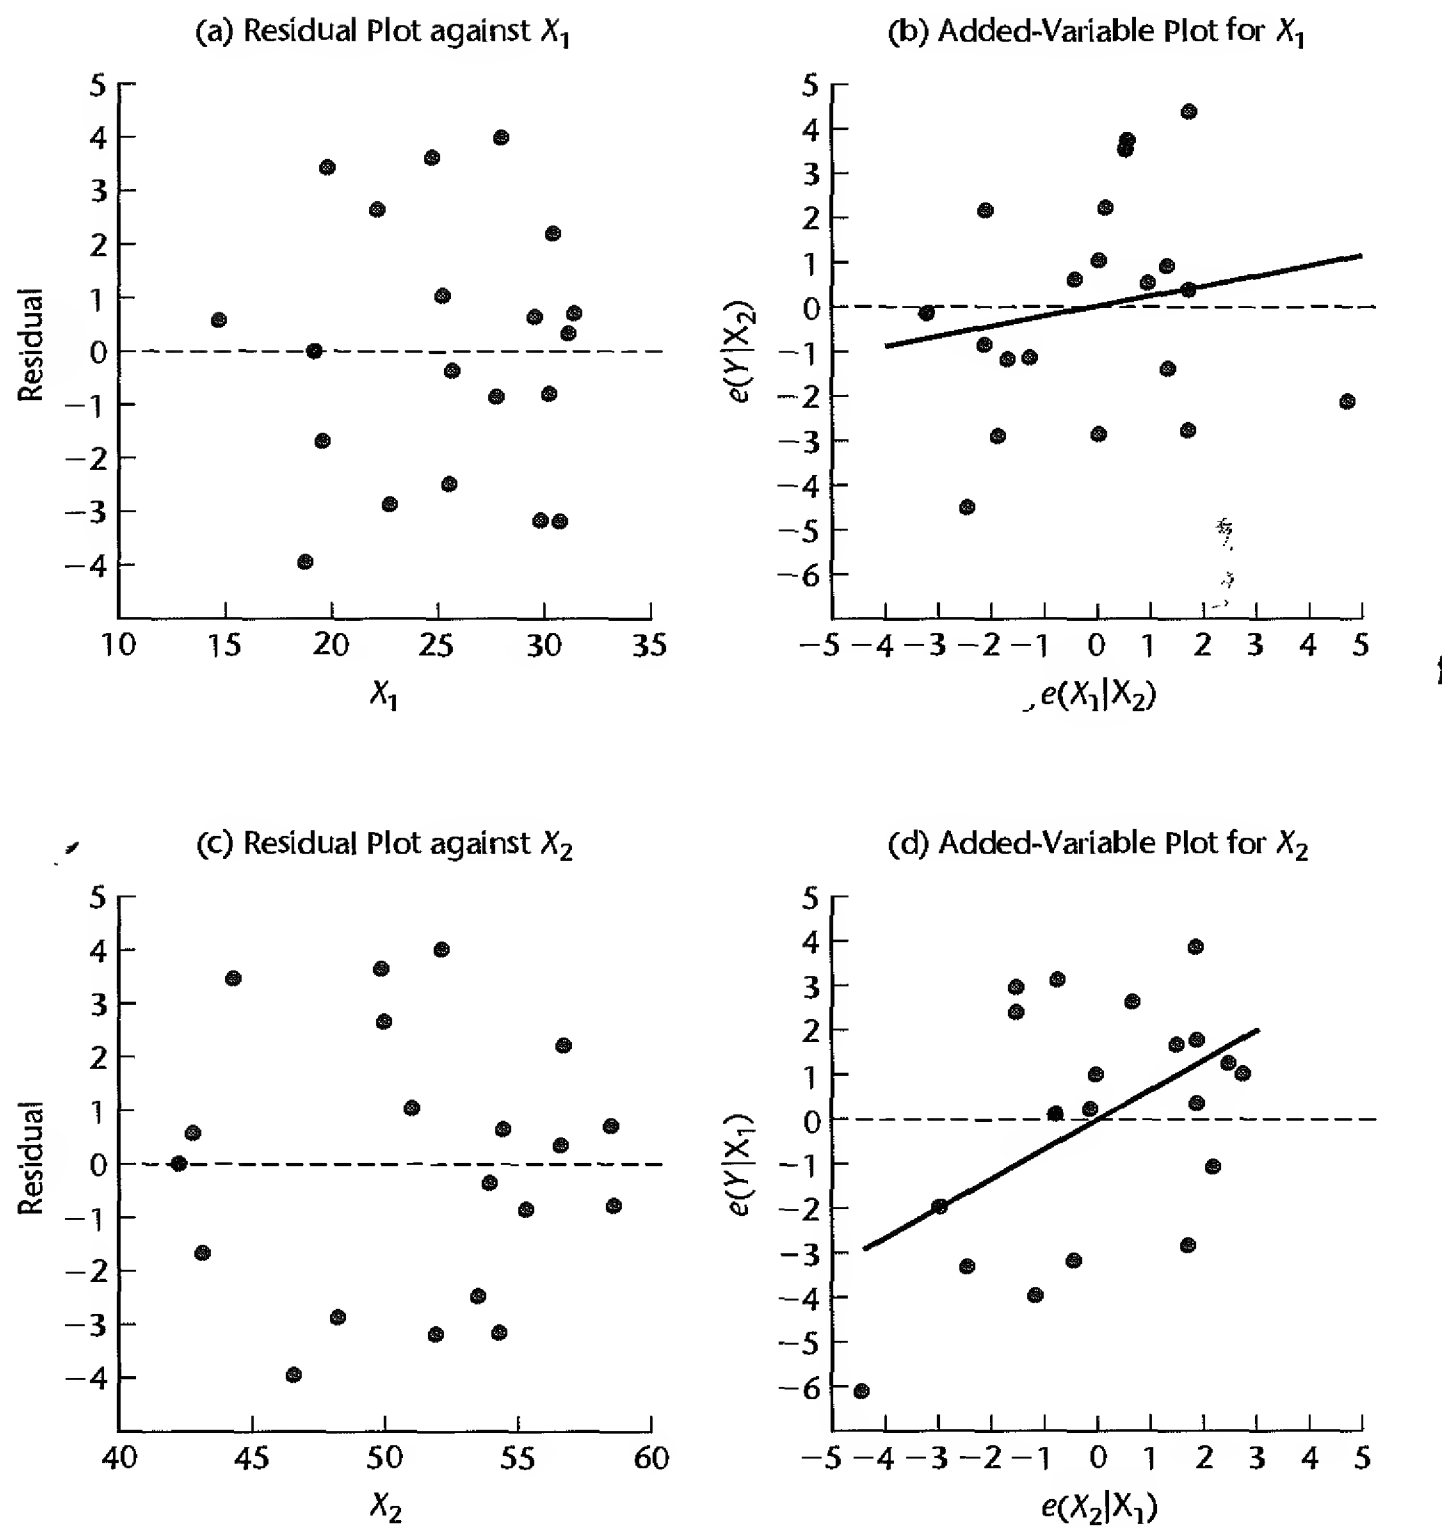 (a) Residual Plot against X₁
5
4
3
2
1
0
−1
−2
−3
−4
Residual
10 15 20 25 30 35
X₁
(b) Added-Variable Plot for X₁
5
4
3
2
1
0
−1
−2
−3
−4
−5
−6
e(Y|X₂)
−5 −4 −3 −2 −1 0 1 2 3 4 5
e(X₁|X₂)
(c) Residual Plot against X₂
5
4
3
2
1
0
−1
−2
−3
−4
Residual
40 45 50 55 60
X₂
(d) Added-Variable Plot for X₂
5
4
3
2
1
0
−1
−2
−3
−4
−5
−6
e(Y|X₁)
−5 −4 −3 −2 −1 0 1 2 3 4 5
e(X₂|X₁)